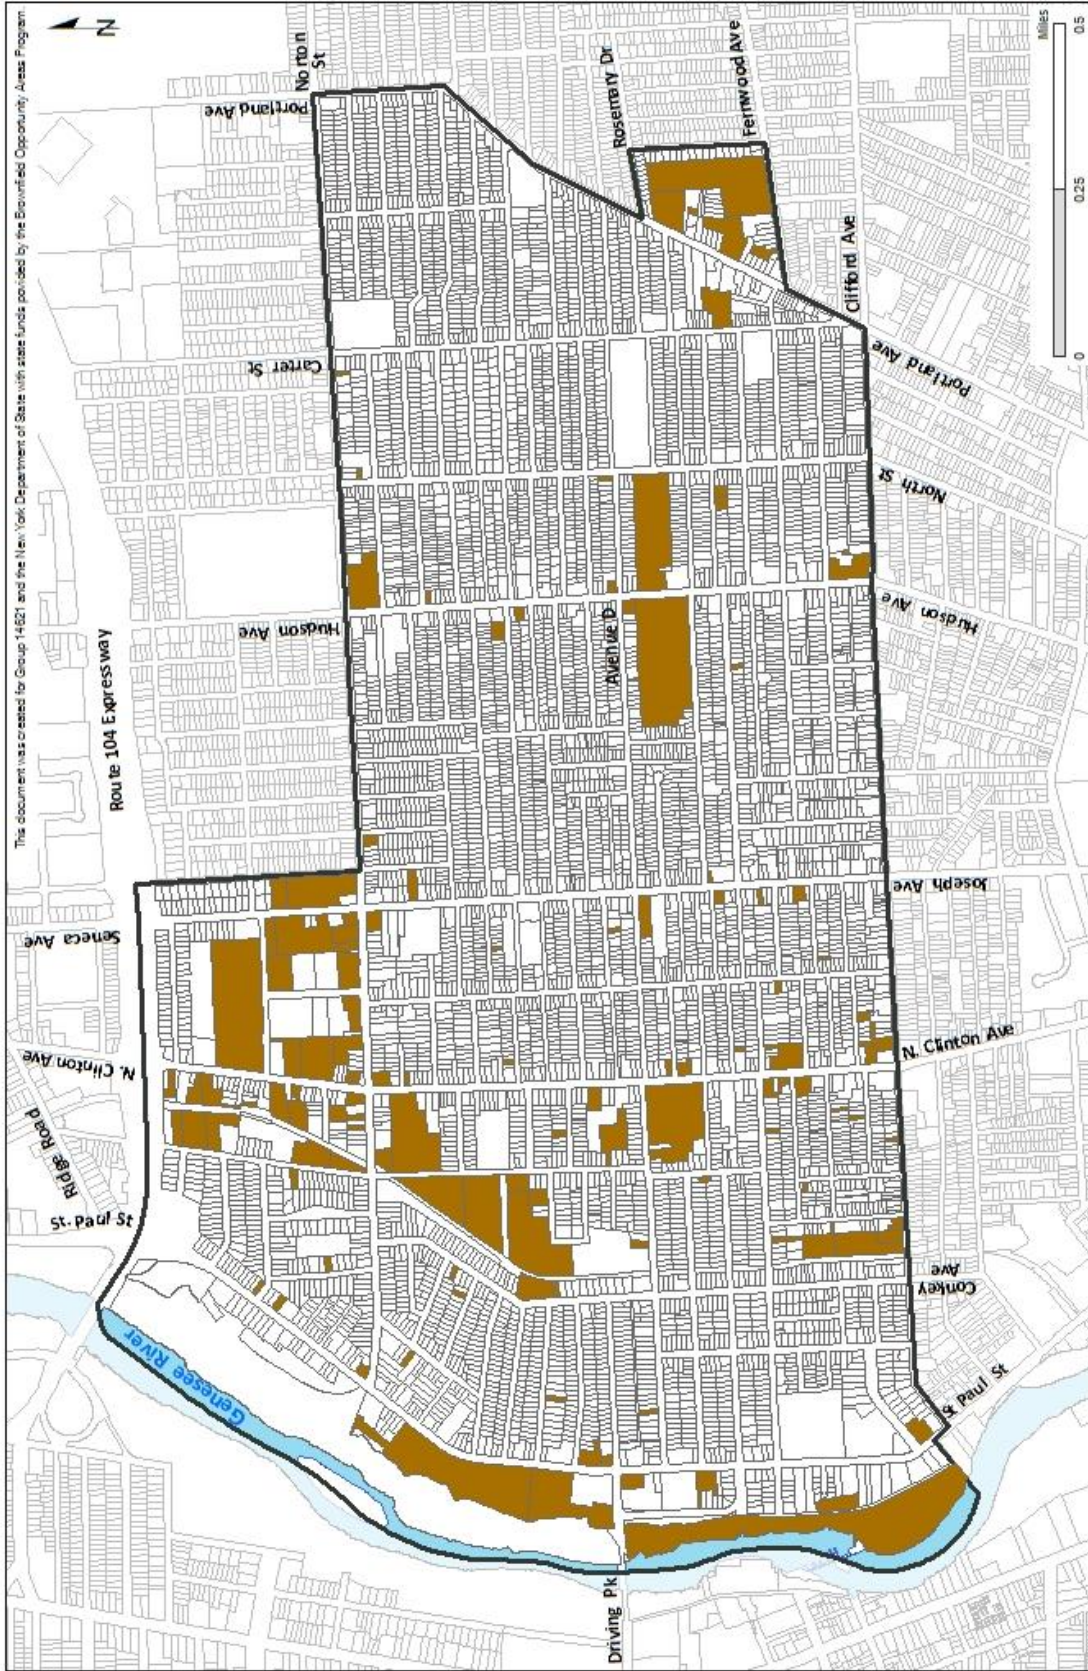 This document was created for Group 14621 and the New York Department of State with state funds povided by the Brownfield Opportunity Areas Program.
N
Norton
St
Portland Ave
Rosemary Dr
Fernwood Ave
Miles
0.5
0.25
0
Clifford Ave
Portland Ave
Carter St
North St
Hudson Ave
Hudson Ave
Route 104 Expressway
Avenue D
Joseph Ave
Seneca Ave
N. Clinton Ave
N. Clinton Ave
Ridge Road
St. Paul St
Conkey
Ave
St Paul St
Genesee River
Driving Pk